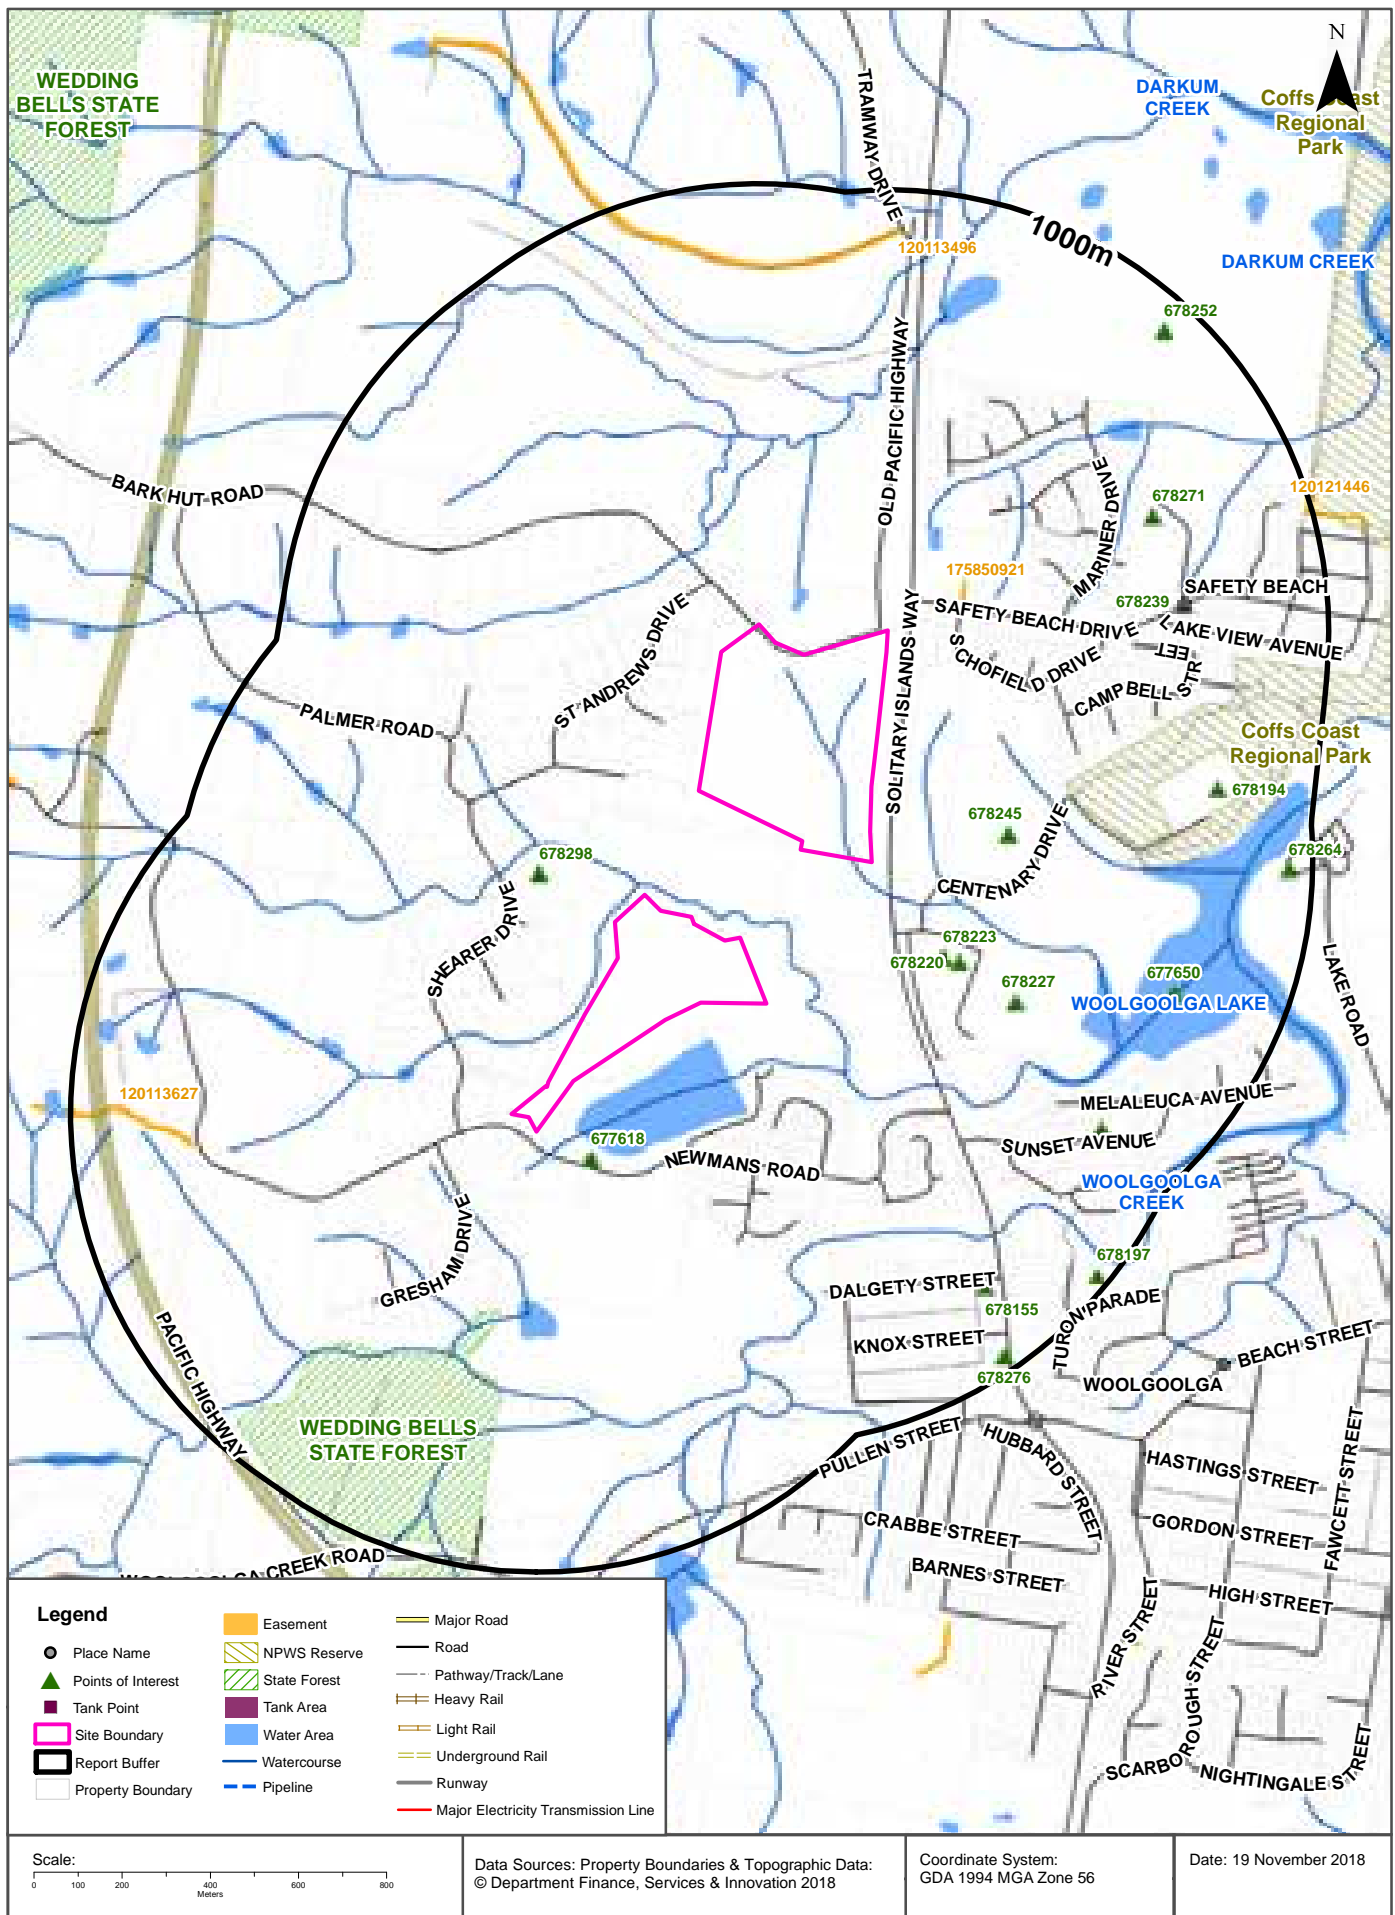 N
WEDDING
BELLS STATE
FOREST
TRAMWAY DRIVE
DARKUM
CREEK
Regional
Park
1000m
120113496
DARKUM CREEK
678252
OLD PACIFIC HIGHWAY
BARK HUT ROAD
MARINER DRIVE
678271
120121446
175850921
678239
SAFETY BEACH
SAFETY BEACH DRIVE
LAKE VIEW AVENUE
ST ANDREWS DRIVE
SCHOFIELD DRIVE
CAMPBELL STREET
SOLITARY ISLANDS WAY
PALMER ROAD
Coffs Coast
Regional Park
678194
678245
678264
678298
CENTENARY DRIVE
SHEARER DRIVE
678223
678220
678227
677650
WOOLGOOLGA LAKE
LAKE ROAD
120113627
MELALEUCA AVENUE
677618
SUNSET AVENUE
NEWMANS ROAD
WOOLGOOLGA
CREEK
GRESHAM DRIVE
678197
DALGETY STREET
678155
TURON PARADE
KNOX STREET
678276
BEACH STREET
WOOLGOOLGA
PACIFIC HIGHWAY
WEDDING BELLS
STATE FOREST
PULLEN STREET
HUBBARD STREET
HASTINGS STREET
FAWCETT STREET
CRABBE STREET
GORDON STREET
BARNES STREET
HIGH STREET
WOOLGOOLGA CREEK ROAD
RIVER STREET
SCARBOROUGH STREET
NIGHTINGALE STREET
Legend
Place Name
Points of Interest
Tank Point
Site Boundary
Report Buffer
Property Boundary
Easement
NPWS Reserve
State Forest
Tank Area
Water Area
Watercourse
Pipeline
Major Road
Road
Pathway/Track/Lane
Heavy Rail
Light Rail
Underground Rail
Runway
Major Electricity Transmission Line
Scale:
0 100 200 400 600 800
Meters
Data Sources: Property Boundaries & Topographic Data:
© Department Finance, Services & Innovation 2018
Coordinate System:
GDA 1994 MGA Zone 56
Date: 19 November 2018